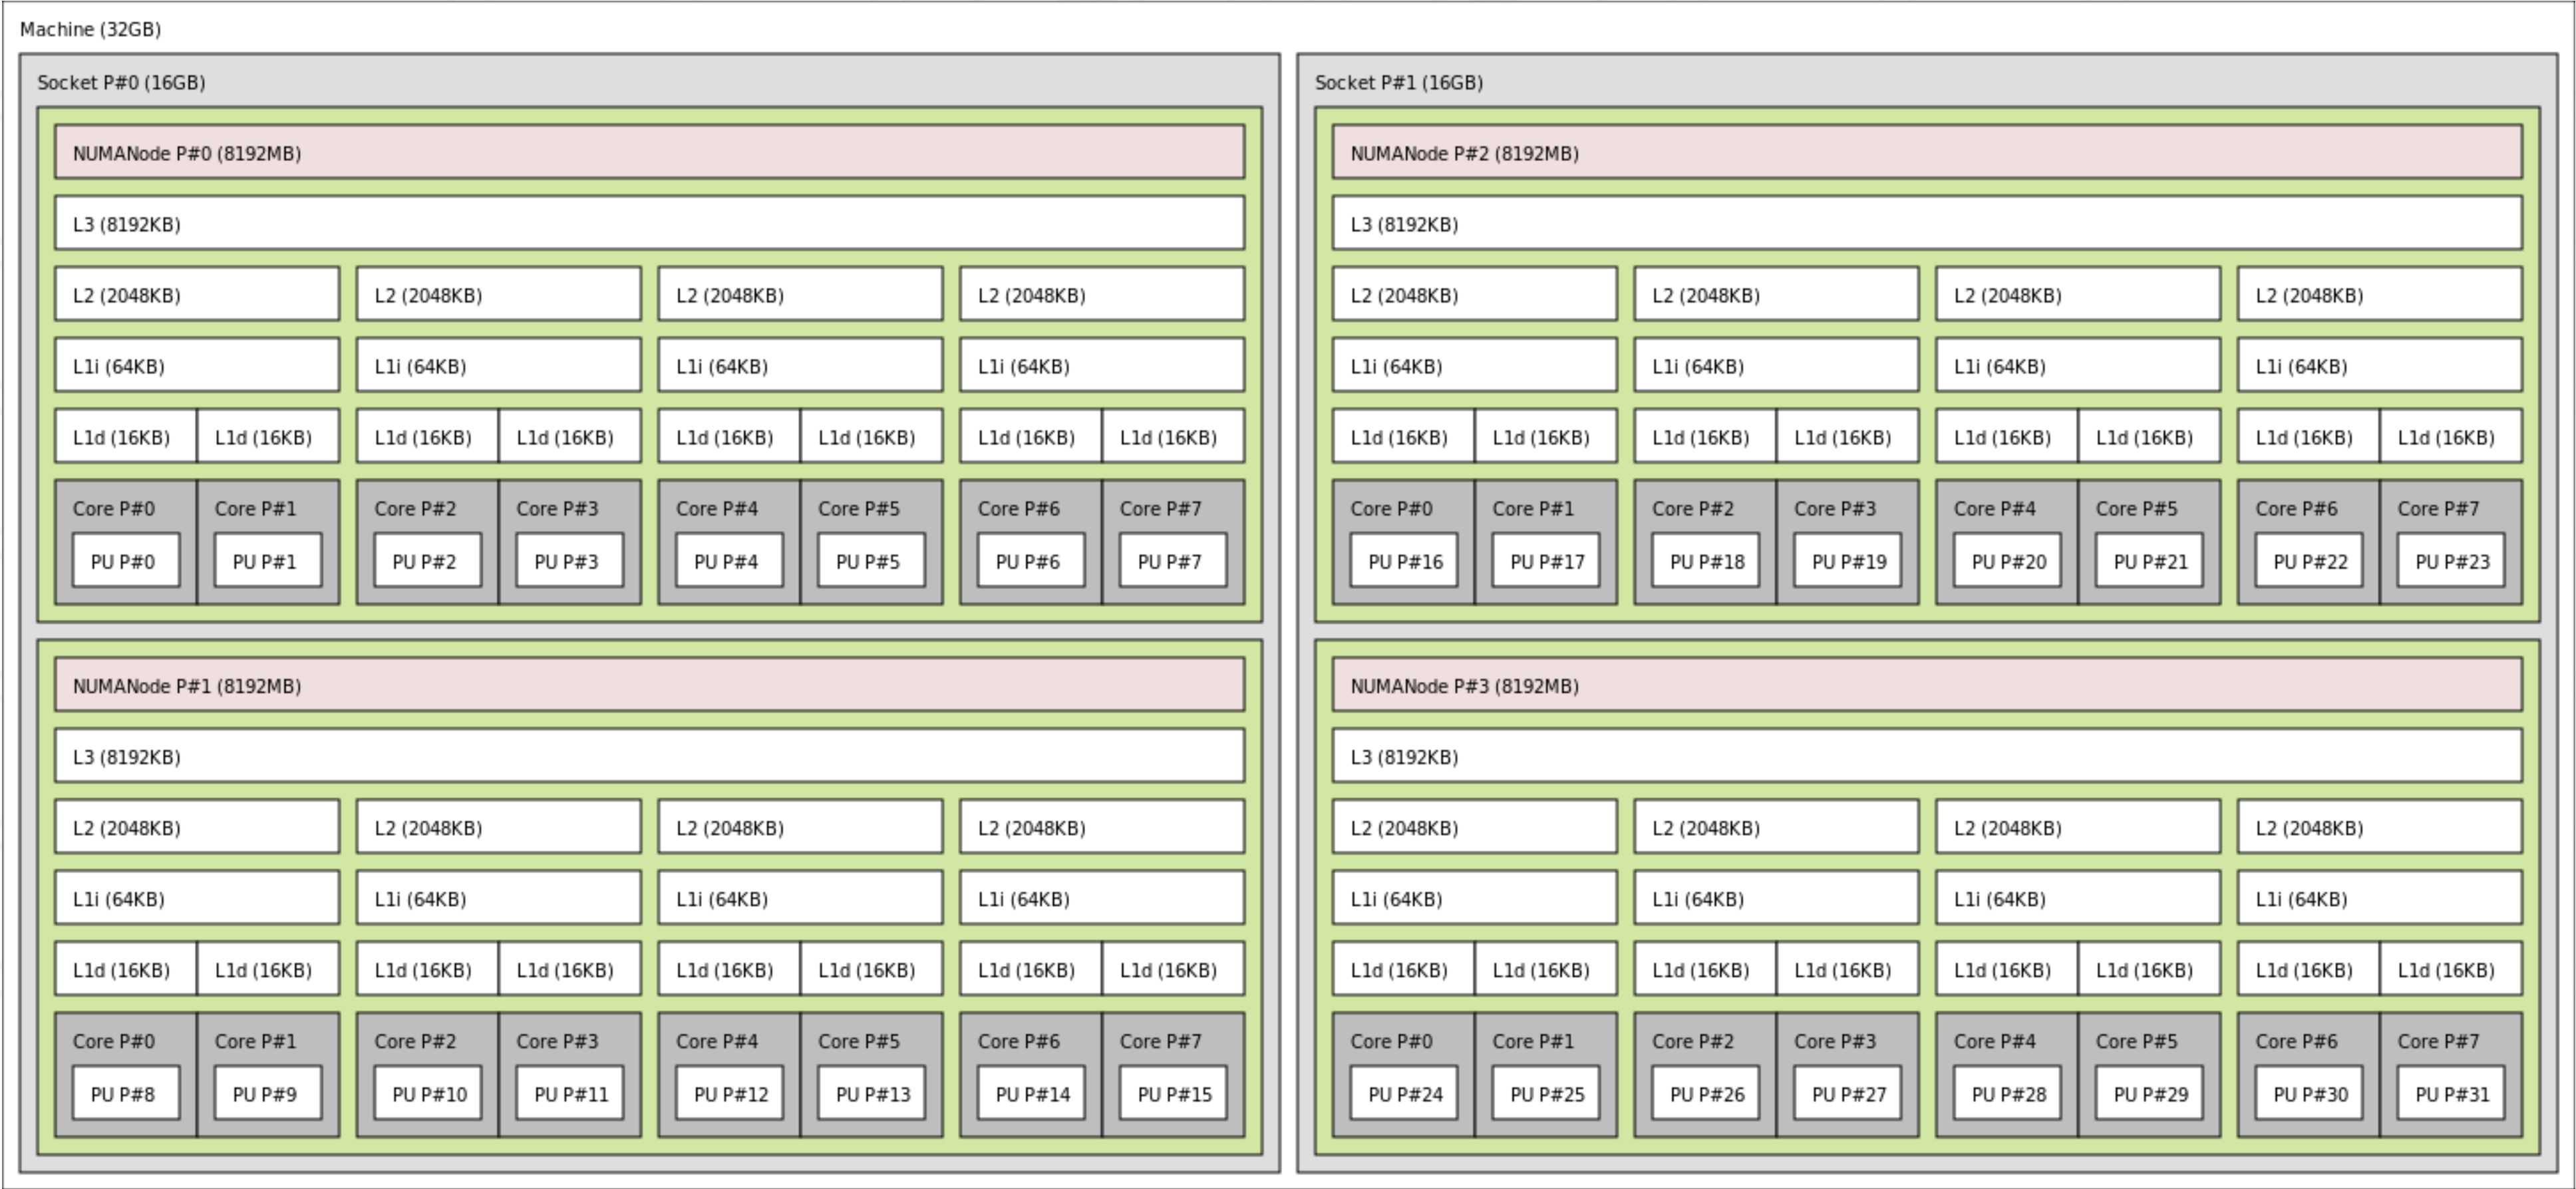 Machine (32GB)
Socket P#0 (16GB)
NUMANode P#0 (8192MB)
L3 (8192KB)
L2 (2048KB) L2 (2048KB) L2 (2048KB) L2 (2048KB)
L1i (64KB) L1i (64KB) L1i (64KB) L1i (64KB)
L1d (16KB) L1d (16KB) L1d (16KB) L1d (16KB) L1d (16KB) L1d (16KB) L1d (16KB) L1d (16KB)
Core P#0 Core P#1 Core P#2 Core P#3 Core P#4 Core P#5 Core P#6 Core P#7
PU P#0 PU P#1 PU P#2 PU P#3 PU P#4 PU P#5 PU P#6 PU P#7
NUMANode P#1 (8192MB)
L3 (8192KB)
L2 (2048KB) L2 (2048KB) L2 (2048KB) L2 (2048KB)
L1i (64KB) L1i (64KB) L1i (64KB) L1i (64KB)
L1d (16KB) L1d (16KB) L1d (16KB) L1d (16KB) L1d (16KB) L1d (16KB) L1d (16KB) L1d (16KB)
Core P#0 Core P#1 Core P#2 Core P#3 Core P#4 Core P#5 Core P#6 Core P#7
PU P#8 PU P#9 PU P#10 PU P#11 PU P#12 PU P#13 PU P#14 PU P#15
Socket P#1 (16GB)
NUMANode P#2 (8192MB)
L3 (8192KB)
L2 (2048KB) L2 (2048KB) L2 (2048KB) L2 (2048KB)
L1i (64KB) L1i (64KB) L1i (64KB) L1i (64KB)
L1d (16KB) L1d (16KB) L1d (16KB) L1d (16KB) L1d (16KB) L1d (16KB) L1d (16KB) L1d (16KB)
Core P#0 Core P#1 Core P#2 Core P#3 Core P#4 Core P#5 Core P#6 Core P#7
PU P#16 PU P#17 PU P#18 PU P#19 PU P#20 PU P#21 PU P#22 PU P#23
NUMANode P#3 (8192MB)
L3 (8192KB)
L2 (2048KB) L2 (2048KB) L2 (2048KB) L2 (2048KB)
L1i (64KB) L1i (64KB) L1i (64KB) L1i (64KB)
L1d (16KB) L1d (16KB) L1d (16KB) L1d (16KB) L1d (16KB) L1d (16KB) L1d (16KB) L1d (16KB)
Core P#0 Core P#1 Core P#2 Core P#3 Core P#4 Core P#5 Core P#6 Core P#7
PU P#24 PU P#25 PU P#26 PU P#27 PU P#28 PU P#29 PU P#30 PU P#31